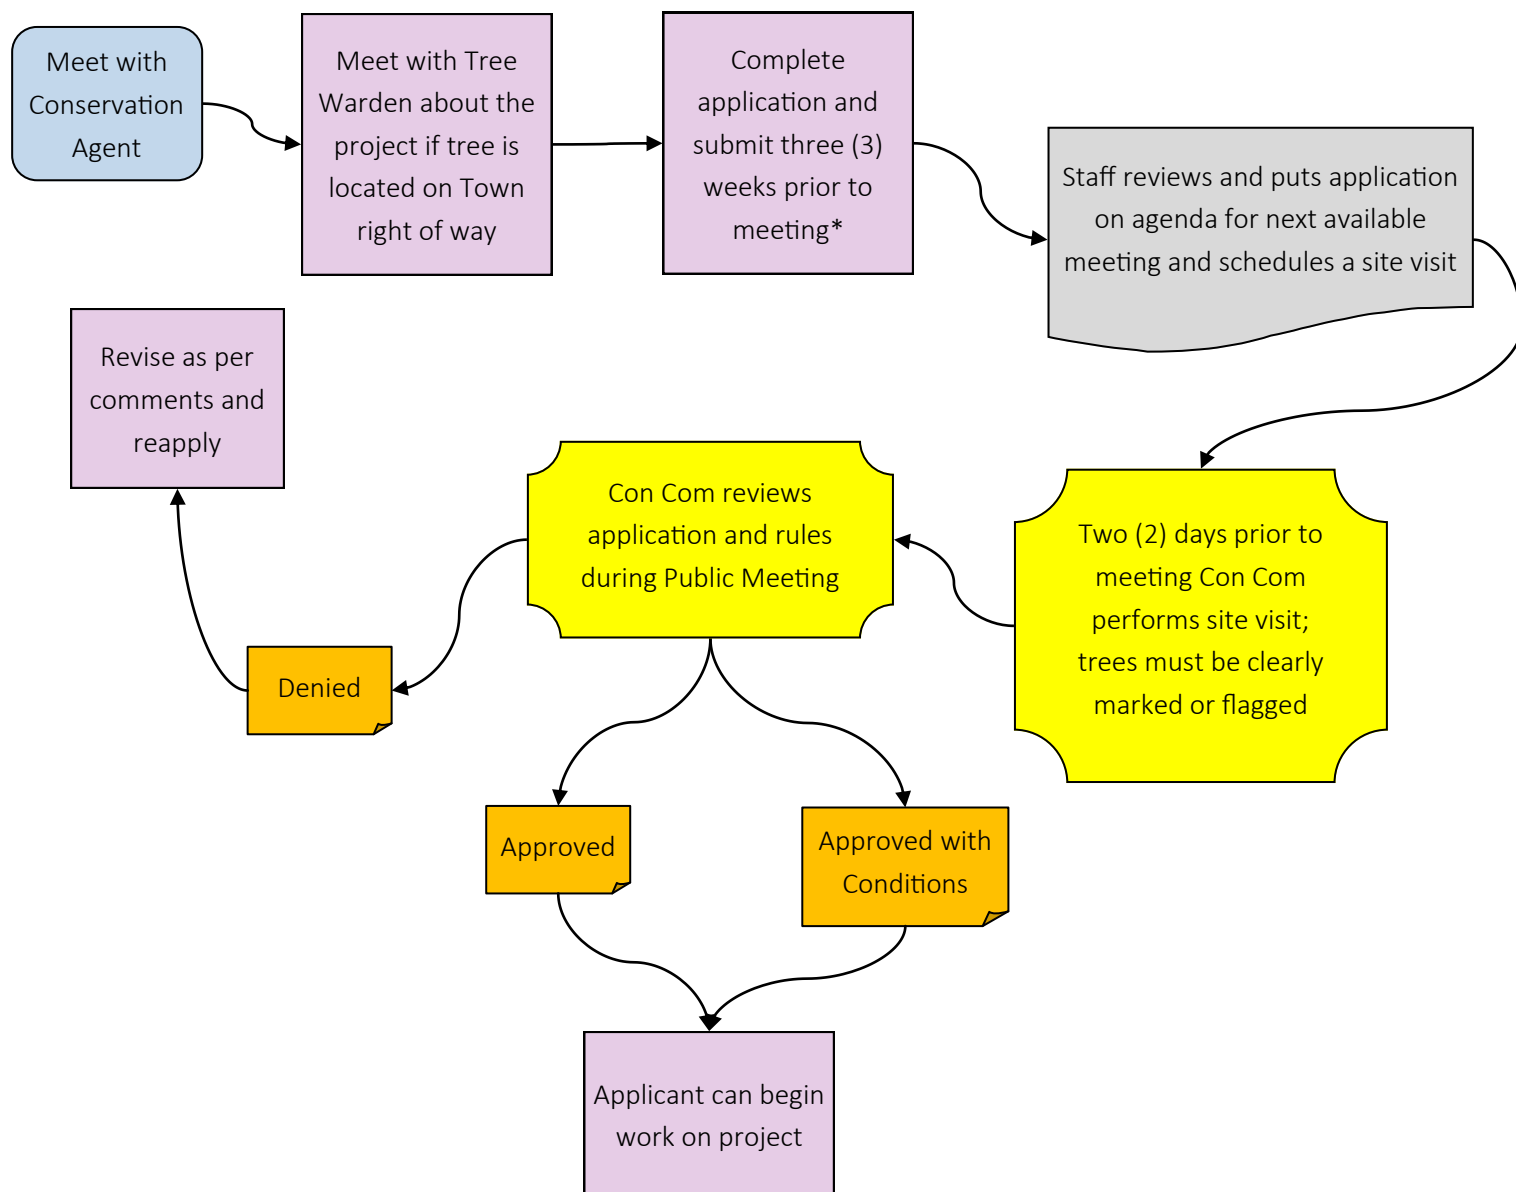 Meet with
Conservation
Agent
Meet with Tree
Warden about the
project if tree is
located on Town
right of way
Complete
application and
submit three (3)
weeks prior to
meeting*
Staff reviews and puts application
on agenda for next available
meeting and schedules a site visit
Two (2) days prior to
meeting Con Com
performs site visit;
trees must be clearly
marked or flagged
Con Com reviews
application and rules
during Public Meeting
Denied
Revise as per
comments and
reapply
Approved
Approved with
Conditions
Applicant can begin
work on project